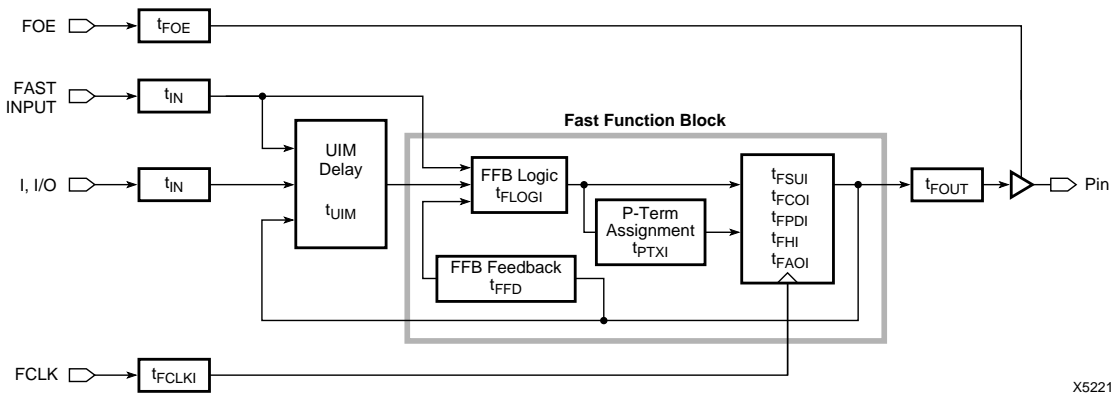 FOE
tFOE
FAST
INPUT
tIN
Fast Function Block
UIM
Delay
tUIM
I, I/O
tIN
FFB Logic
tFLOGI
P-Term
Assignment
tPTXI
FFB Feedback
tFFD
tFSUI
tFCOI
tFPDI
tFHI
tFAOI
tFOUT
Pin
FCLK
tFCLKI
X5221